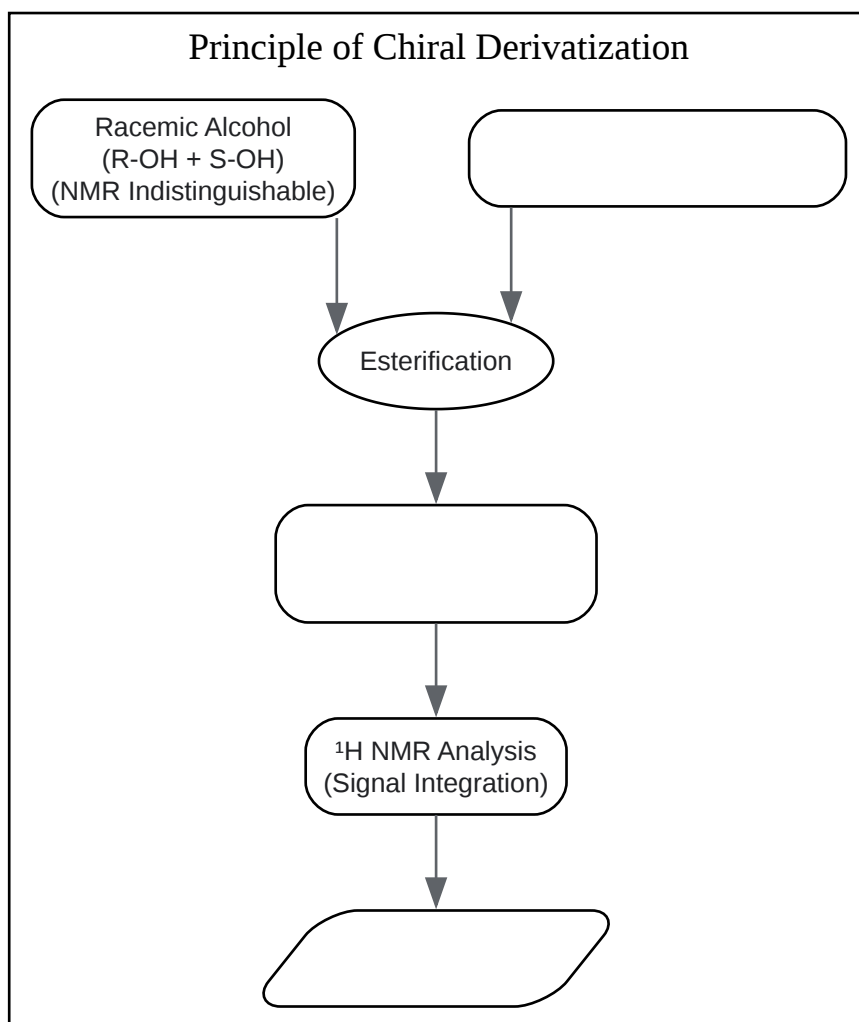 Principle of Chiral Derivatization
Racemic Alcohol
(R-OH + S-OH)
(NMR Indistinguishable)
Esterification
¹H NMR Analysis
(Signal Integration)